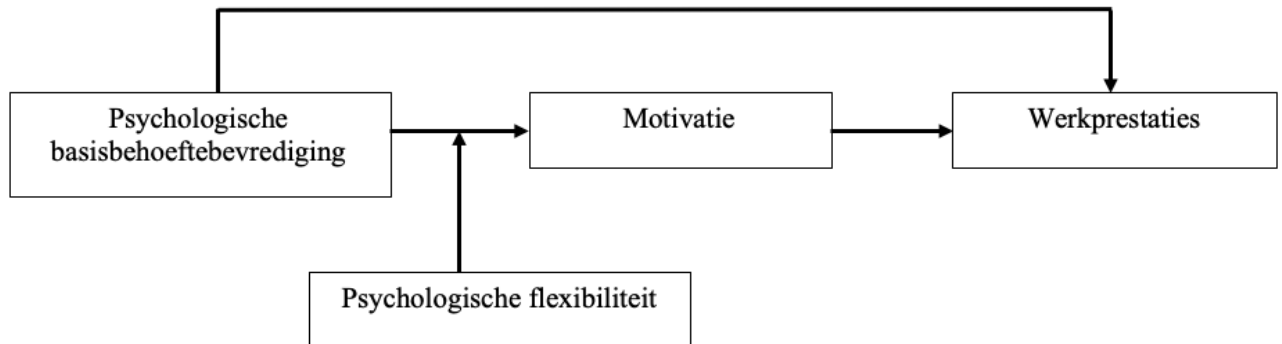 Psychologische
basisbehoeftebevrediging
Motivatie
Werkprestaties
Psychologische flexibiliteit